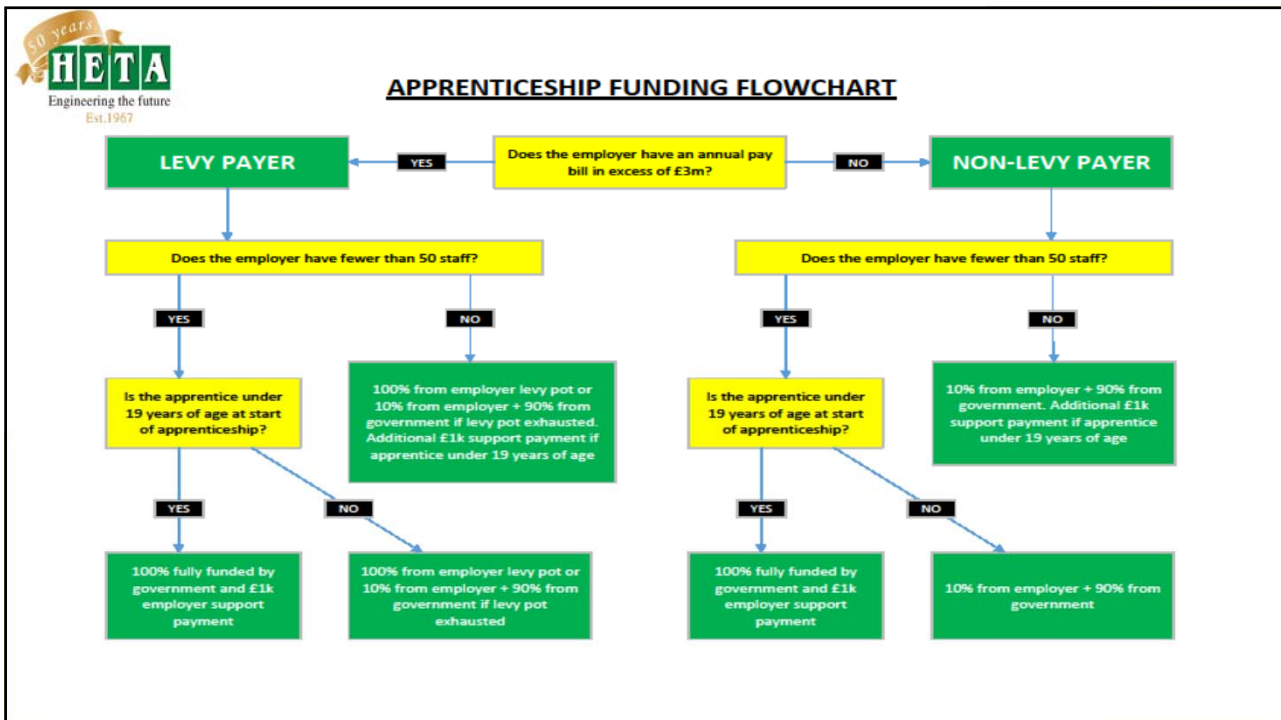 50 years
HETA
Engineering the future
Est.1967
APPRENTICESHIP FUNDING FLOWCHART
LEVY PAYER
YES
Does the employer have an annual pay
bill in excess of £3m?
NO
NON-LEVY PAYER
Does the employer have fewer than 50 staff?
Does the employer have fewer than 50 staff?
YES
NO
YES
NO
Is the apprentice under
19 years of age at start
of apprenticeship?
100% from employer levy pot or
10% from employer + 90% from
government if levy pot exhausted.
Additional £1k support payment if
apprentice under 19 years of age
Is the apprentice under
19 years of age at start
of apprenticeship?
10% from employer + 90% from
government. Additional £1k
support payment if apprentice
under 19 years of age
YES
NO
YES
NO
100% fully funded by
government and £1k
employer support
payment
100% from employer levy pot or
10% from employer + 90% from
government if levy pot
exhausted
100% fully funded by
government and £1k
employer support
payment
10% from employer + 90% from
government